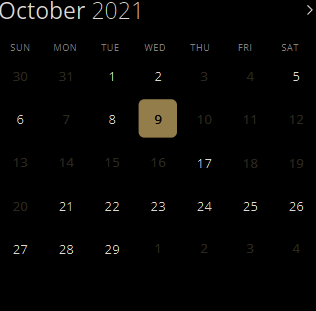 October 2021
SUN MON TUE WED THU FRI SAT
30 31 1 2 3 4 5
6 7 8 9 10 11 12
13 14 15 16 17 18 19
20 21 22 23 24 25 26
27 28 29 1 2 3 4